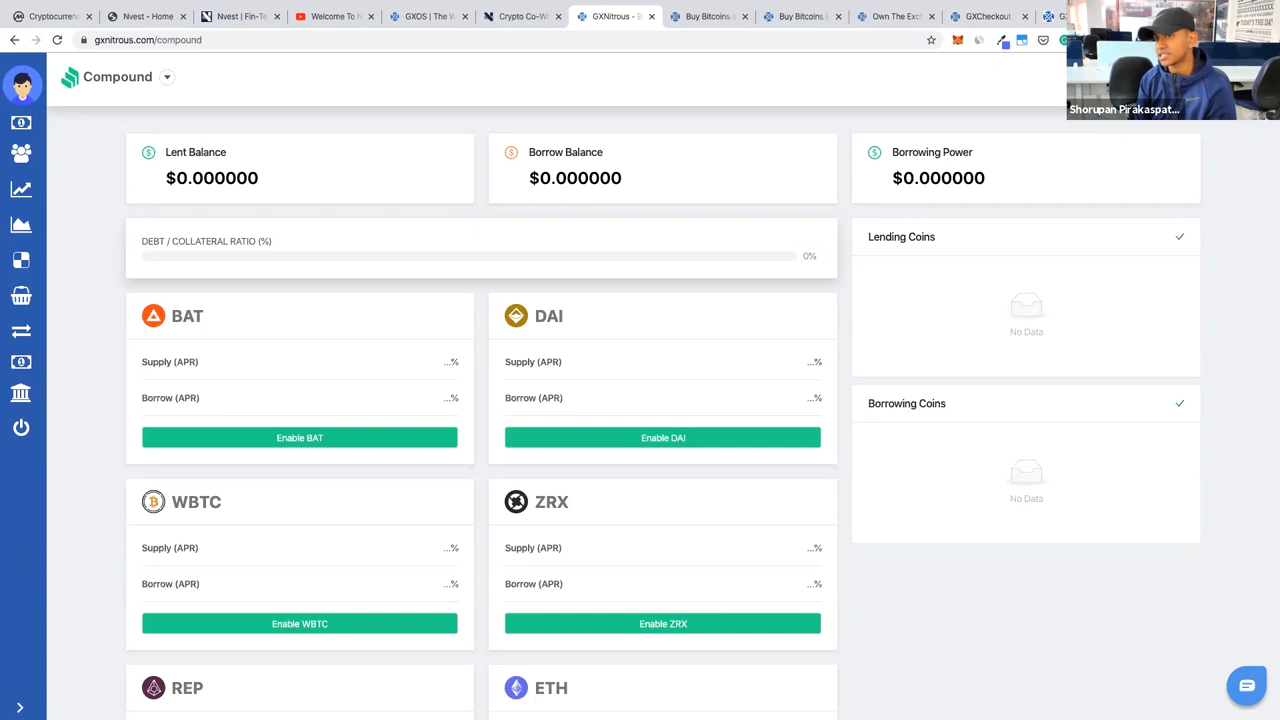 Cryptocurrenc
Nvest - Home
Nvest | Fin-Te
Welcome To N
GXOS | The W
Crypto Co-We
GXNitrous - B
Buy Bitcoins i
Buy Bitcoins i
Own The Exch
GXCheckout
gxnitrous.com/compound
Shorupan Pirakaspat...
Compound
Lent Balance
$0.000000
Borrow Balance
$0.000000
Borrowing Power
$0.000000
DEBT / COLLATERAL RATIO (%)
0%
Lending Coins
No Data
BAT
Supply (APR) ...%
Borrow (APR) ...%
Enable BAT
DAI
Supply (APR) ...%
Borrow (APR) ...%
Enable DAI
Borrowing Coins
No Data
WBTC
Supply (APR) ...%
Borrow (APR) ...%
Enable WBTC
ZRX
Supply (APR) ...%
Borrow (APR) ...%
Enable ZRX
REP
ETH